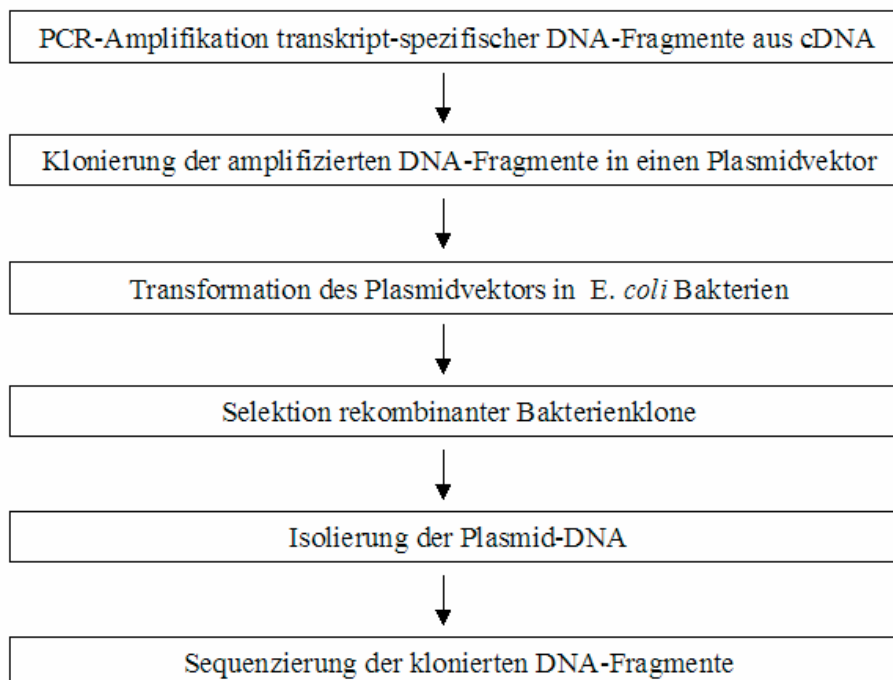 PCR-Amplifikation transkript-spezifischer DNA-Fragmente aus cDNA
Klonierung der amplifizierten DNA-Fragmente in einen Plasmidvektor
Transformation des Plasmidvektors in E. coli Bakterien
Selektion rekombinanter Bakterienklone
Isolierung der Plasmid-DNA
Sequenzierung der klonierten DNA-Fragmente